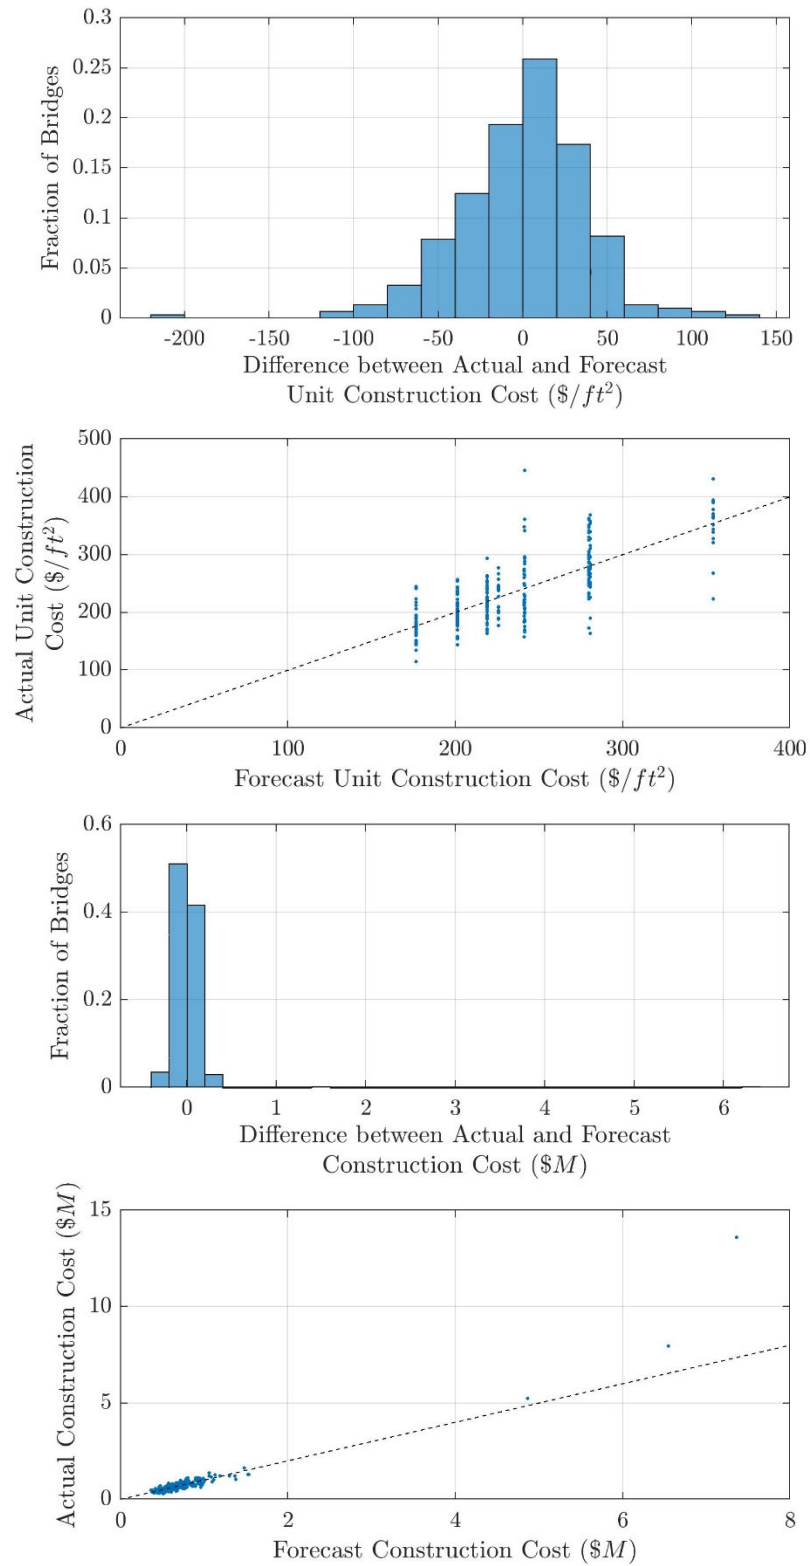 0.3
0.25
0.2
0.15
0.1
0.05
0
Fraction of Bridges
-200 -150 -100 -50 0 50 100 150
Difference between Actual and Forecast
Unit Construction Cost ($/ft²)
500
400
300
200
100
0
Actual Unit Construction
Cost ($/ft²)
0 100 200 300 400
Forecast Unit Construction Cost ($/ft²)
0.6
0.4
0.2
0
Fraction of Bridges
0 1 2 3 4 5 6
Difference between Actual and Forecast
Construction Cost ($M)
15
10
5
0
Actual Construction Cost ($M)
0 2 4 6 8
Forecast Construction Cost ($M)